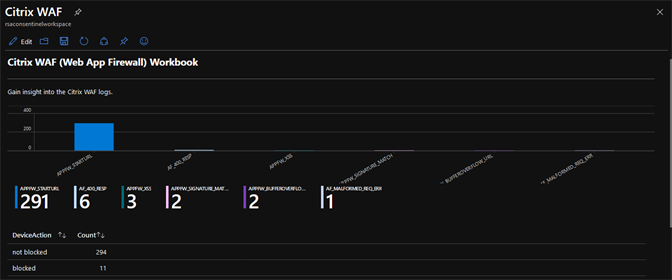 Citrix WAF
rsaconsentinelworkspace
Edit
Citrix WAF (Web App Firewall) Workbook
Gain insight into the Citrix WAF logs.
400
200
0
APPFW_STARTURL
AF_400_RESP
APPFW_XSS
APPFW_SIGNATURE_MATCH
BUFFEROVERFLOW_URL
AF_MALFORMED_REQ_ERR
APPFW_STARTURL AF_400_RESP APPFW_XSS APPFW_SIGNATURE_MAT... APPFW_BUFFEROVERFLO... AF_MALFORMED_REQ_ERR
291 6 3 2 2 1
DeviceAction↑↓ Count↑↓
not blocked 294
blocked 11